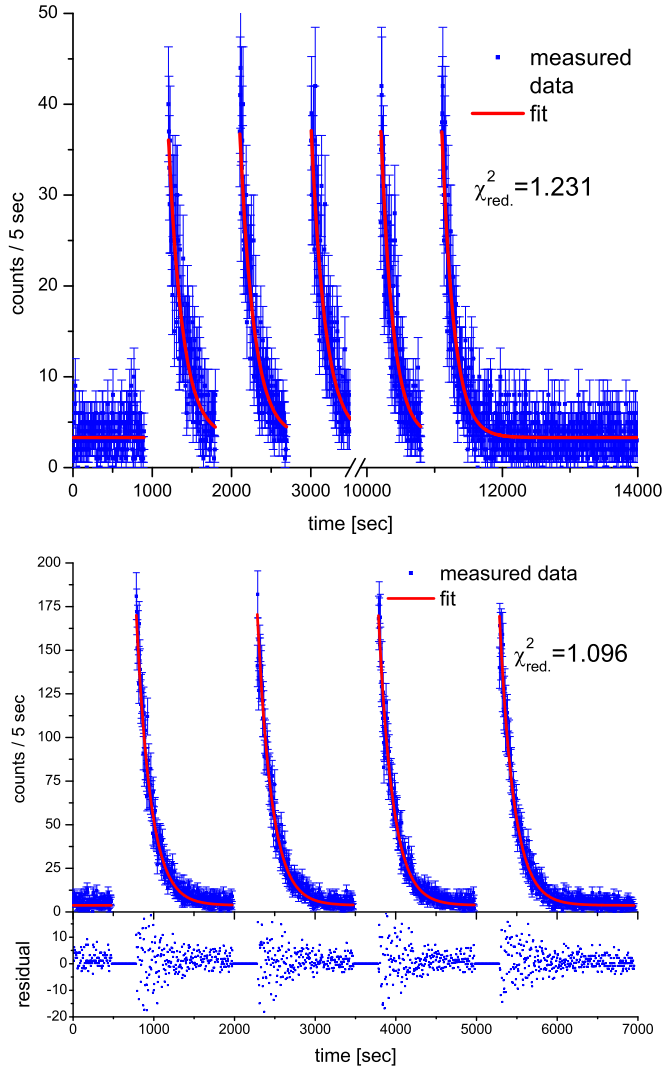 50
40
30
20
10
0
counts / 5 sec
measured
data
fit
χ²red.=1.231
0
1000
2000
3000
10000
12000
14000
time [sec]
200
175
150
125
100
75
50
25
0
counts / 5 sec
measured data
fit
χ²red.=1.096
10
0
-10
-20
residual
0
1000
2000
3000
4000
5000
6000
7000
time [sec]